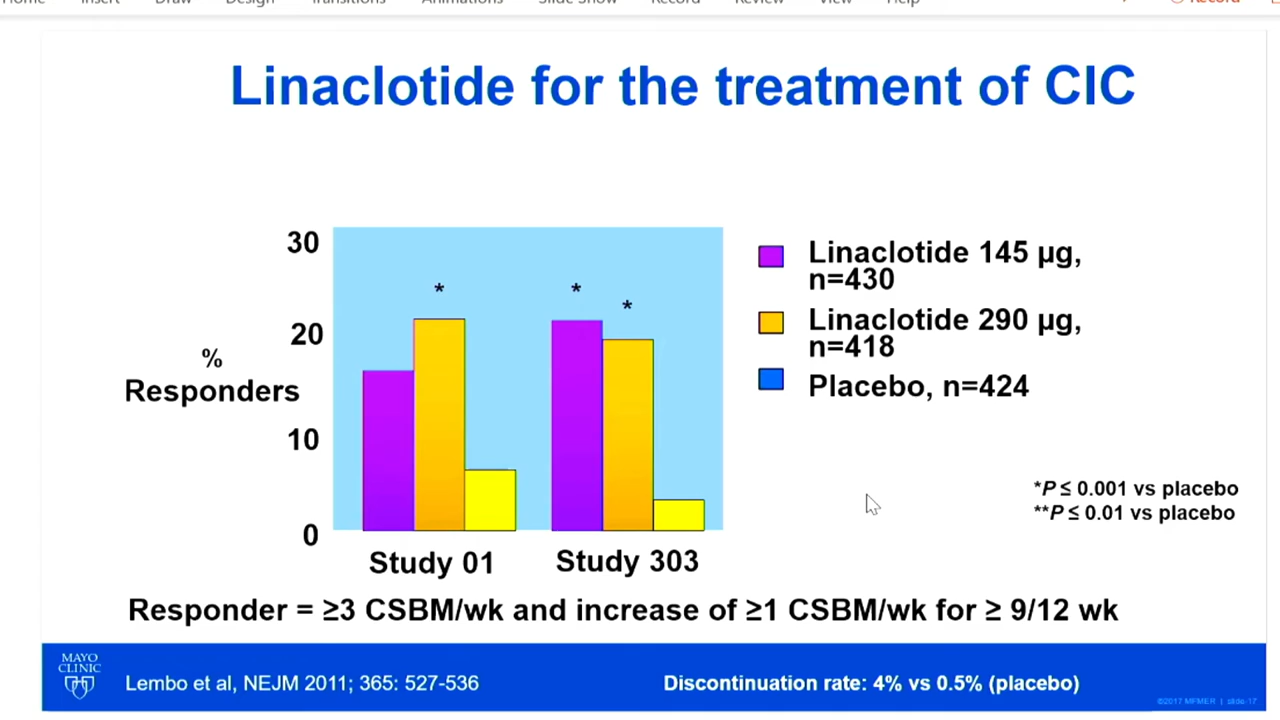 Home Insert Draw Design Transitions Animations Slide Show Record Review View Help Record
Linaclotide for the treatment of CIC
30
20
10
0
%
Responders
*
*
*
Study 01
Study 303
Linaclotide 145 µg,
n=430
Linaclotide 290 µg,
n=418
Placebo, n=424
*P ≤ 0.001 vs placebo
**P ≤ 0.01 vs placebo
Responder = ≥3 CSBM/wk and increase of ≥1 CSBM/wk for ≥ 9/12 wk
MAYO
CLINIC
Lembo et al, NEJM 2011; 365: 527-536
Discontinuation rate: 4% vs 0.5% (placebo)
©2017 MFMER | slide-17